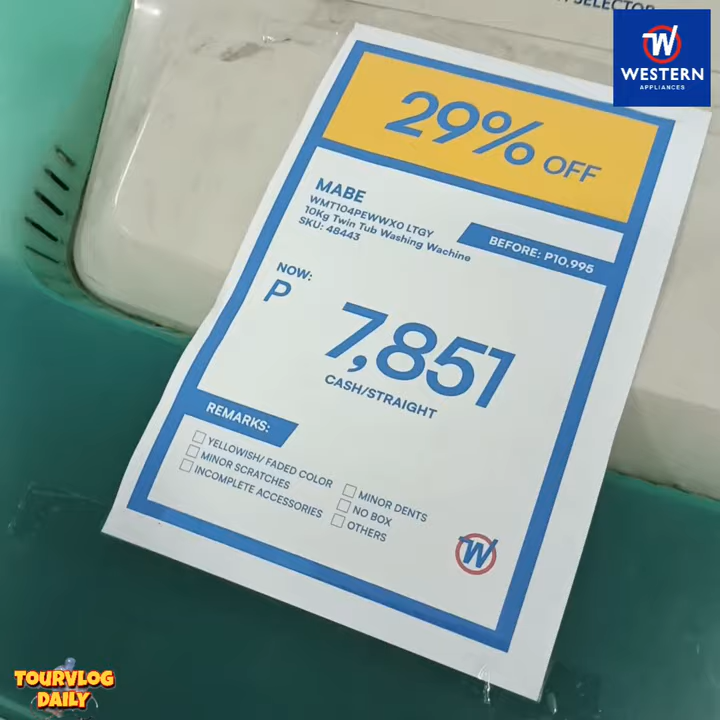 SELECTOR
W
WESTERN
APPLIANCES
29% OFF
MABE
WMT104PEWWX0 LTGY
10Kg Twin Tub Washing Wachine
SKU: 48443
BEFORE: P10,995
NOW:
P
7,851
CASH/STRAIGHT
REMARKS:
YELLOWISH/ FADED COLOR
MINOR SCRATCHES
INCOMPLETE ACCESSORIES
MINOR DENTS
NO BOX
OTHERS
W
TOURVLOG
DAILY